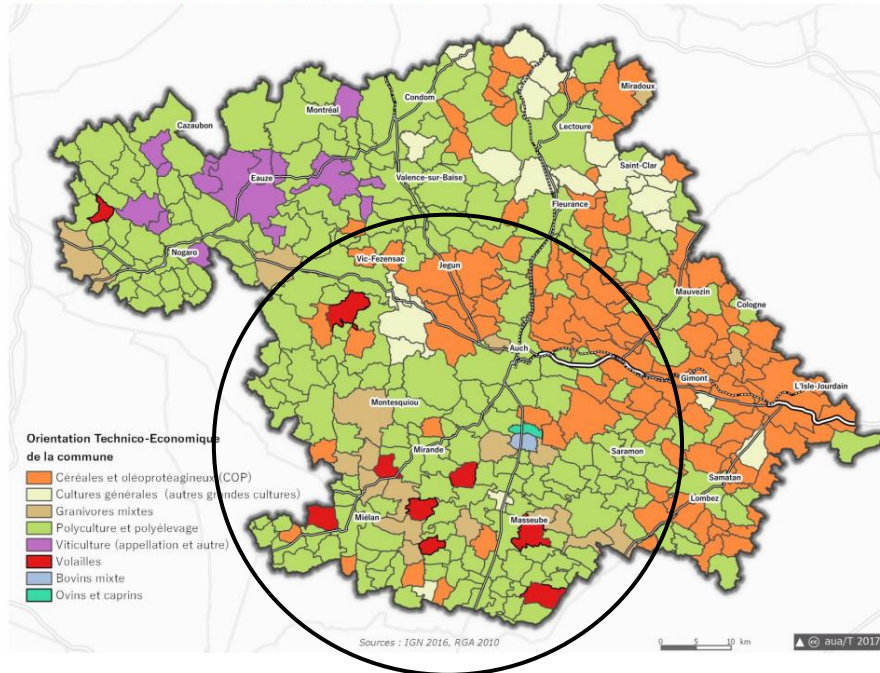 Miradoux
Condom
Montréal
Lectoure
Cazaubon
Saint-Clar
Eauze
Valence-sur-Baise
Fleurance
Nogaro
Vic-Fezensac
Jegun
Mauvezin
Cologne
Auch
Gimont
L'Isle-Jourdain
Montesquiou
Mirande
Saramon
Samatan
Lombez
Miélan
Masseube
Orientation Technico-Economique
de la commune
Céréales et oléoprotéagineux (COP)
Cultures générales (autres grandes cultures)
Granivores mixtes
Polyculture et polyélevage
Viticulture (appellation et autre)
Volailles
Bovins mixte
Ovins et caprins
Sources : IGN 2016, RGA 2010
0 5 10 km
cc aua/T 2017